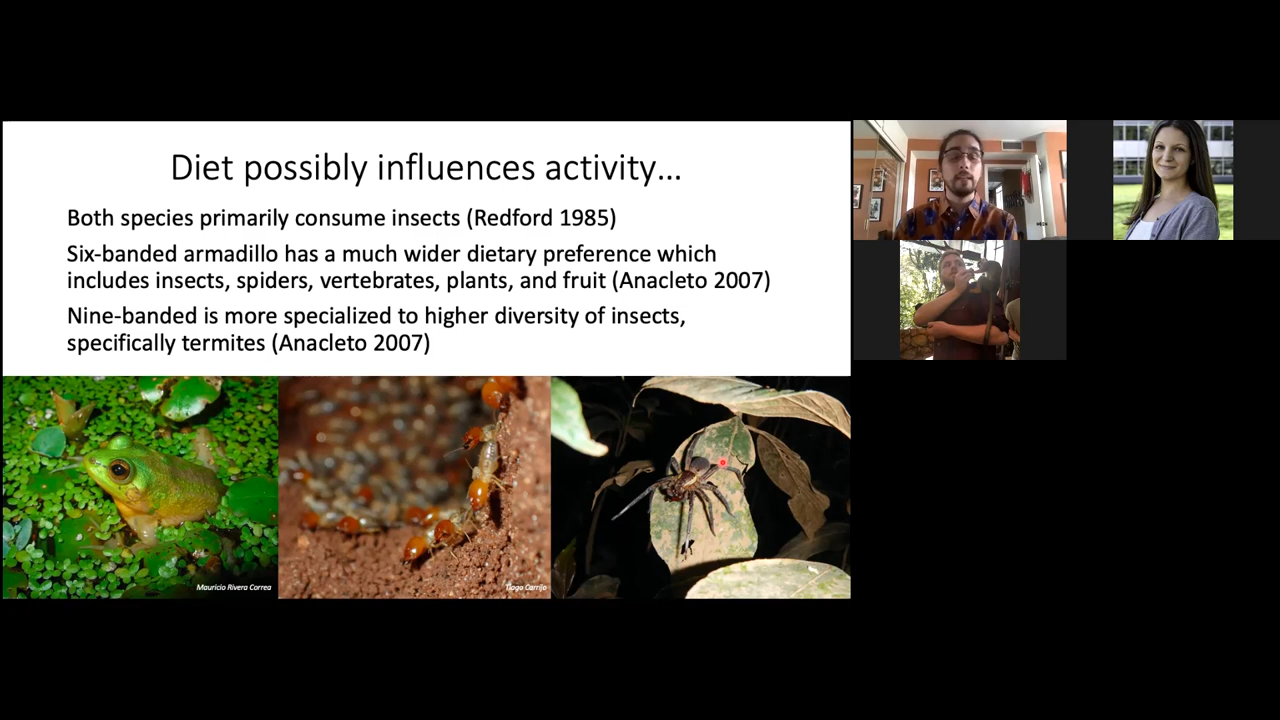 Diet possibly influences activity…
Both species primarily consume insects (Redford 1985)
Six-banded armadillo has a much wider dietary preference which
includes insects, spiders, vertebrates, plants, and fruit (Anacleto 2007)
Nine-banded is more specialized to higher diversity of insects,
specifically termites (Anacleto 2007)
Mauricio Rivera Correa
Tiago Carrijo